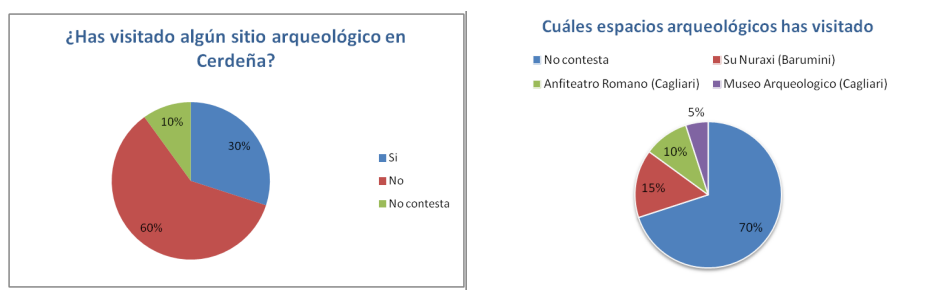 ¿Has visitado algún sitio arqueológico en
Cerdeña?
10%
30%
60%
Si
No
No contesta
Cuáles espacios arqueológicos has visitado
No contesta
Su Nuraxi (Barumini)
Anfiteatro Romano (Cagliari)
Museo Arqueologico (Cagliari)
5%
10%
15%
70%